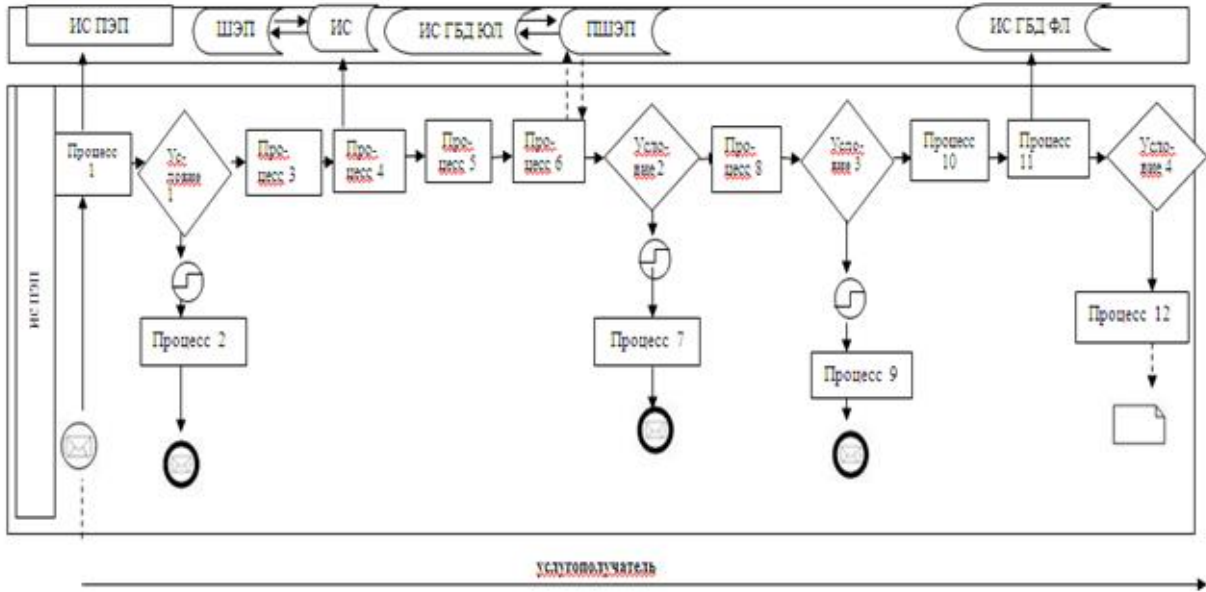 ИС ПЭП
ШЭП
ИС
ИС ГБД ЮЛ
ПШЭП
ИС ГБД ФЛ
Процесс
1
Ус-
ловие
1
Про-
цесс 3
Про-
цесс 4
Про-
цесс 5
Про-
цесс 6
Усло-
вие 2
Про-
цесс 8
Усло-
вие 3
Процесс
10
Процесс
11
Усло-
вие 4
ИС ПЭП
Процесс 2
Процесс 7
Процесс 9
Процесс 12
услугополучатель